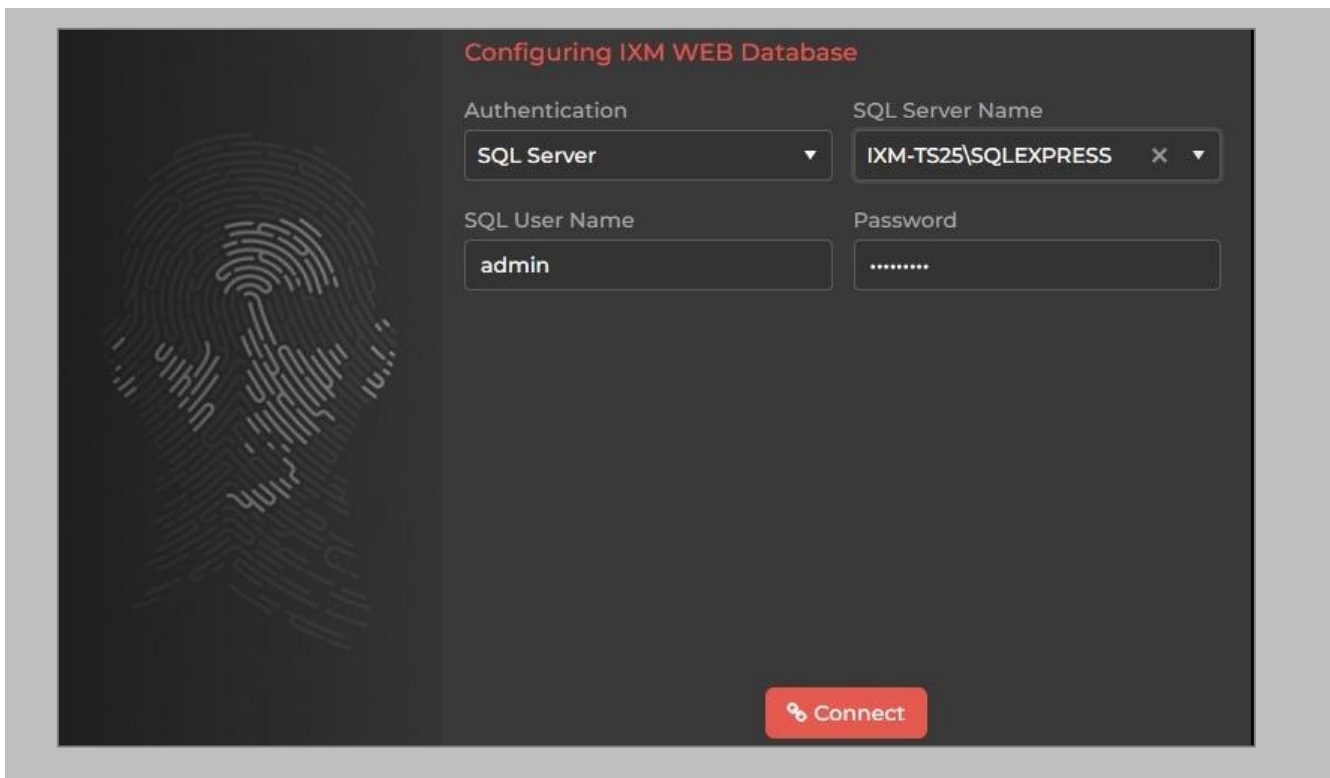 Configuring IXM WEB Database
Authentication
SQL Server Name
SQL Server
IXM-TS25\SQLEXPRESS
SQL User Name
Password
admin
•••••••••
Connect